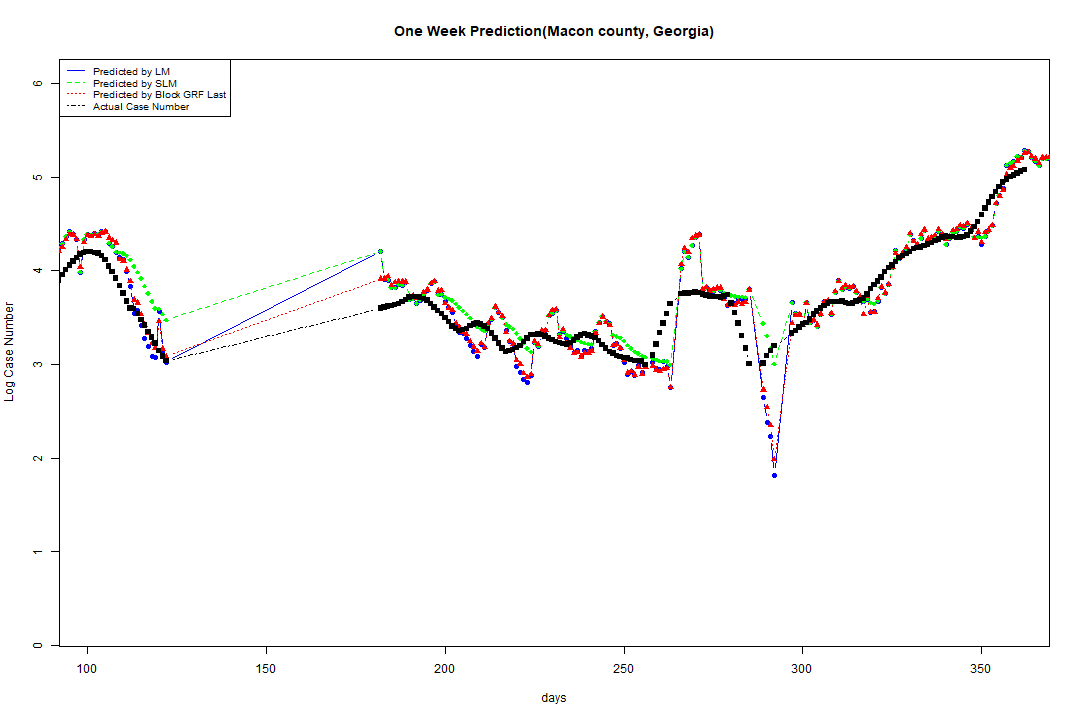 One Week Prediction(Macon county, Georgia)
Predicted by LM
Predicted by SLM
Predicted by Block GRF Last
Actual Case Number
6
5
4
3
2
1
0
Log Case Number
100 150 200 250 300 350
days